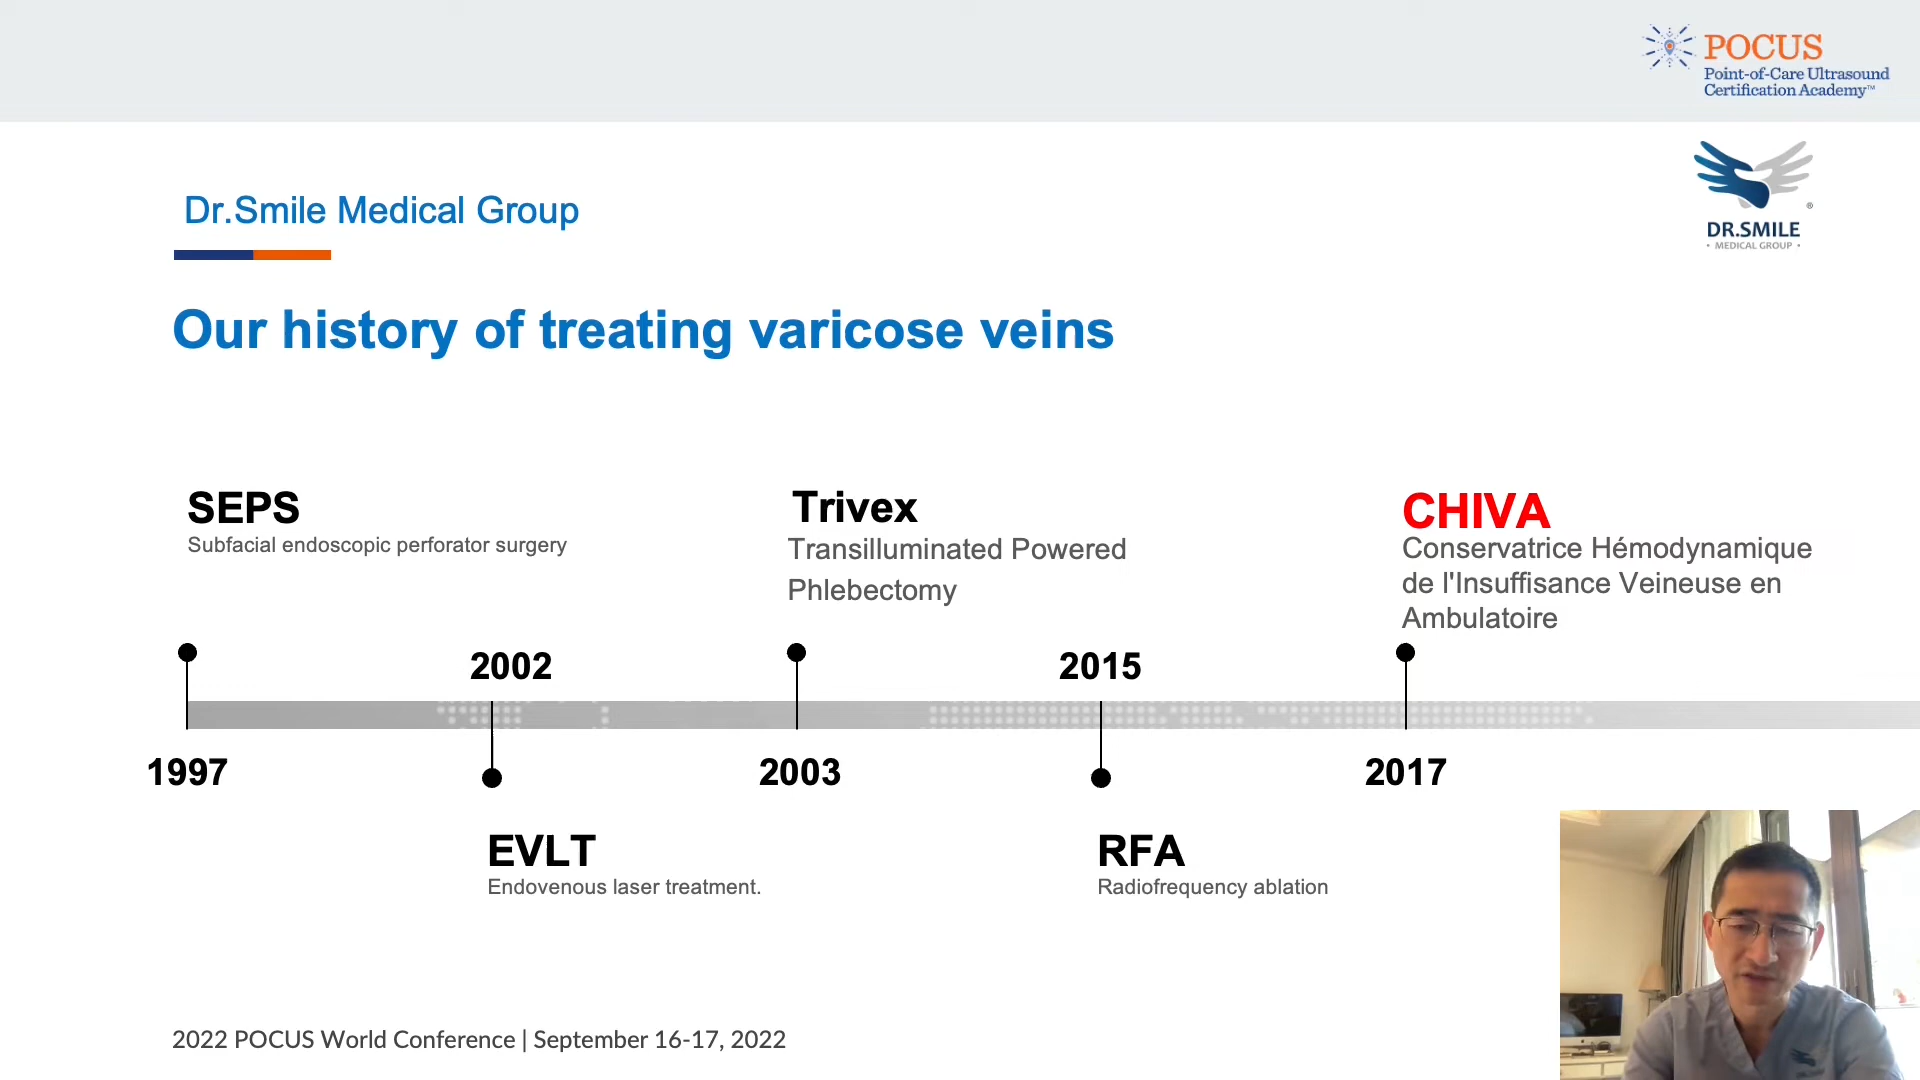 POCUS
Point-of-Care Ultrasound
Certification Academy™
DR.SMILE
• MEDICAL GROUP •
®
Dr.Smile Medical Group
Our history of treating varicose veins
SEPS
Subfacial endoscopic perforator surgery
Trivex
Transilluminated Powered
Phlebectomy
CHIVA
Conservatrice Hémodynamique
de l'Insuffisance Veineuse en
Ambulatoire
2002
2015
1997
2003
2017
EVLT
Endovenous laser treatment.
RFA
Radiofrequency ablation
2022 POCUS World Conference | September 16-17, 2022